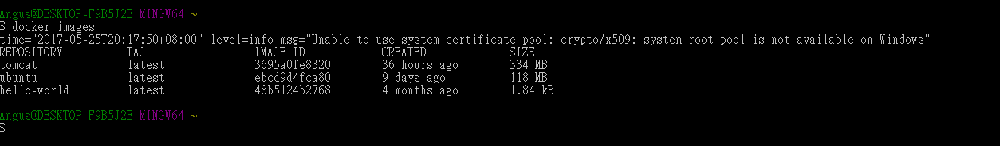 Angus@DESKTOP-F9B5J2E MINGW64 ~
$ docker images
time="2017-05-25T20:17:50+08:00" level=info msg="Unable to use system certificate pool: crypto/x509: system root pool is not available on Windows"
REPOSITORY TAG IMAGE ID CREATED SIZE
tomcat latest 3695a0fe8320 36 hours ago 334 MB
ubuntu latest ebcd9d4fca80 9 days ago 118 MB
hello-world latest 48b5124b2768 4 months ago 1.84 kB
Angus@DESKTOP-F9B5J2E MINGW64 ~
$